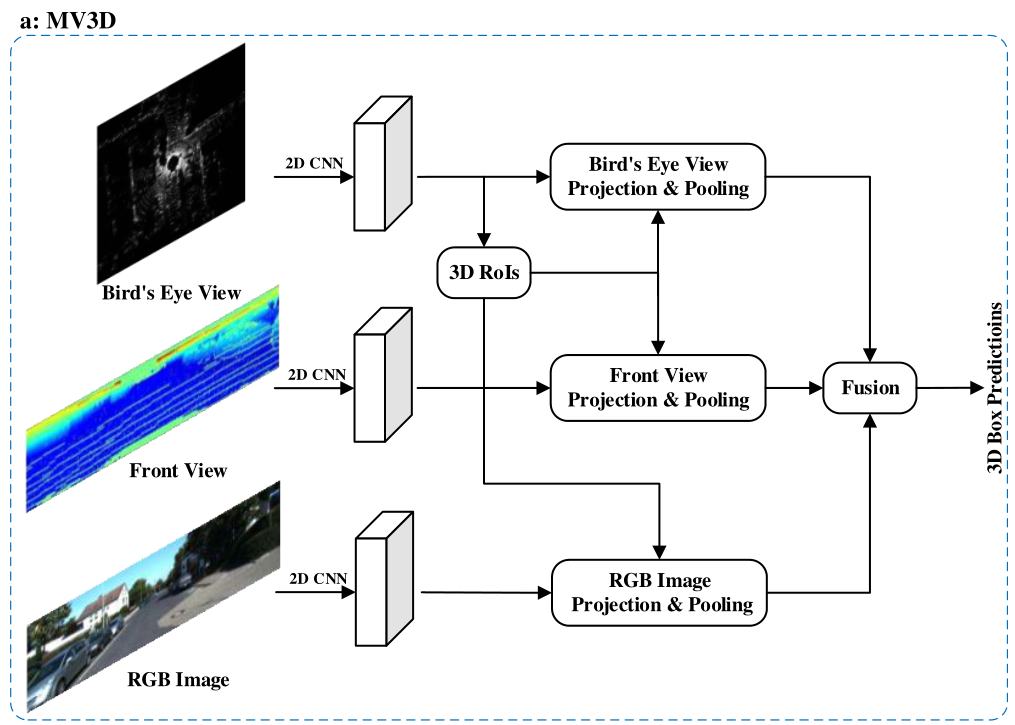 a: MV3D
2D CNN
Bird's Eye View
Projection & Pooling
3D RoIs
Bird's Eye View
2D CNN
Front View
Projection & Pooling
Fusion
3D Box Predictioins
Front View
2D CNN
RGB Image
Projection & Pooling
RGB Image